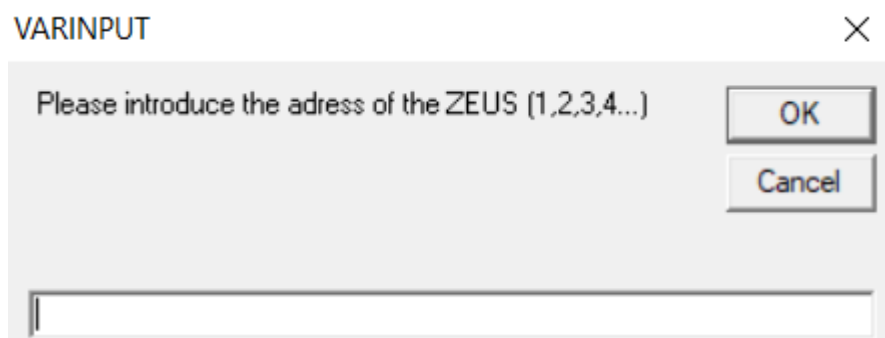 VARINPUT
Please introduce the adress of the ZEUS (1,2,3,4...)
OK
Cancel